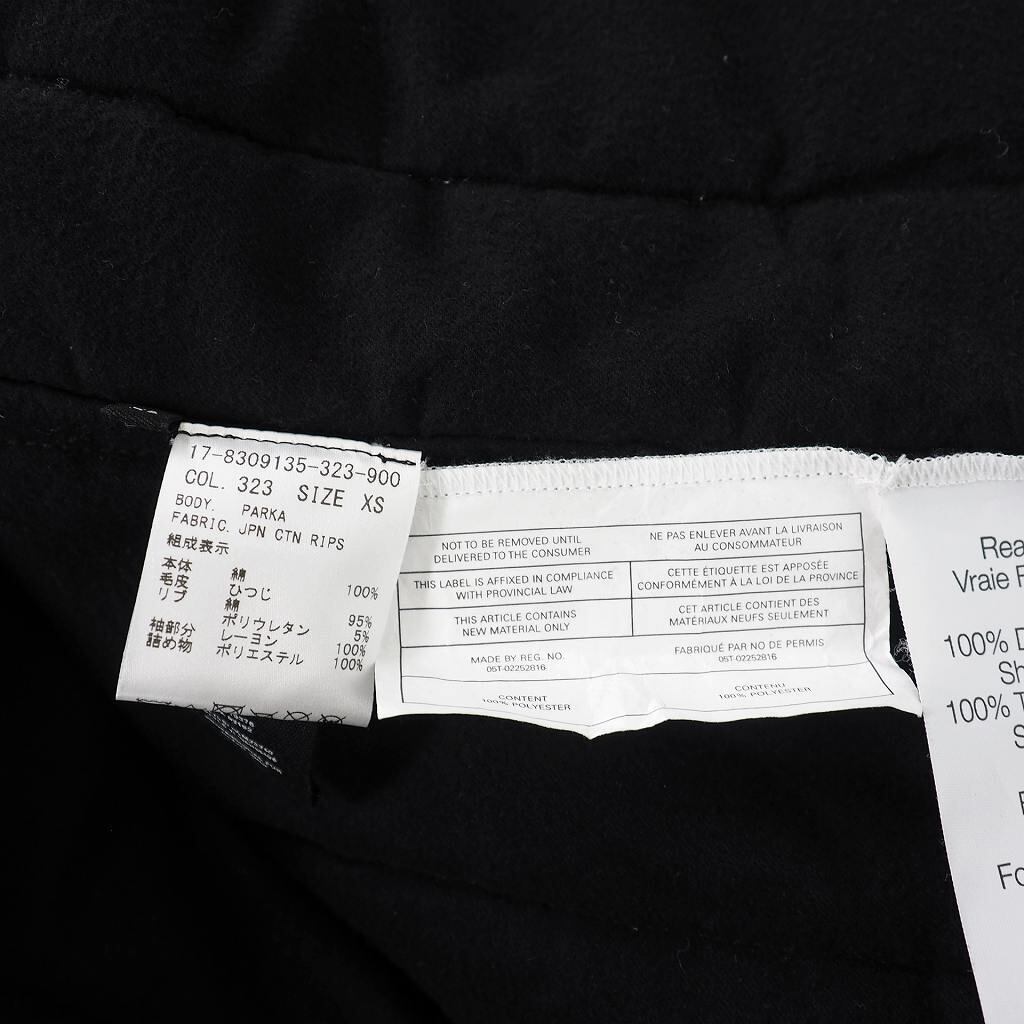 17-8309135-323-900
COL. 323 SIZE XS
BODY. PARKA
FABRIC. JPN CTN RIPS
組成表示
本体 綿 100%
毛皮 ひつじ
リブ 綿 95%
ポリウレタン 5%
袖部分 レーヨン 100%
詰め物 ポリエステル 100%
NOT TO BE REMOVED UNTIL
DELIVERED TO THE CONSUMER
NE PAS ENLEVER AVANT LA LIVRAISON
AU CONSOMMATEUR
THIS LABEL IS AFFIXED IN COMPLIANCE
WITH PROVINCIAL LAW
CETTE ÉTIQUETTE EST APPOSÉE
CONFORMÉMENT À LA LOI DE LA PROVINCE
THIS ARTICLE CONTAINS
NEW MATERIAL ONLY
CET ARTICLE CONTIENT DES
MATÉRIAUX NEUFS SEULEMENT
MADE BY REG. NO.
05T-02252816
FABRIQUÉ PAR NO DE PERMIS
05T-02252816
CONTENT
100% POLYESTER
CONTENU
100% POLYESTER
Rea
Vraie F
100% D
Sh
100% T
S
F
Fo